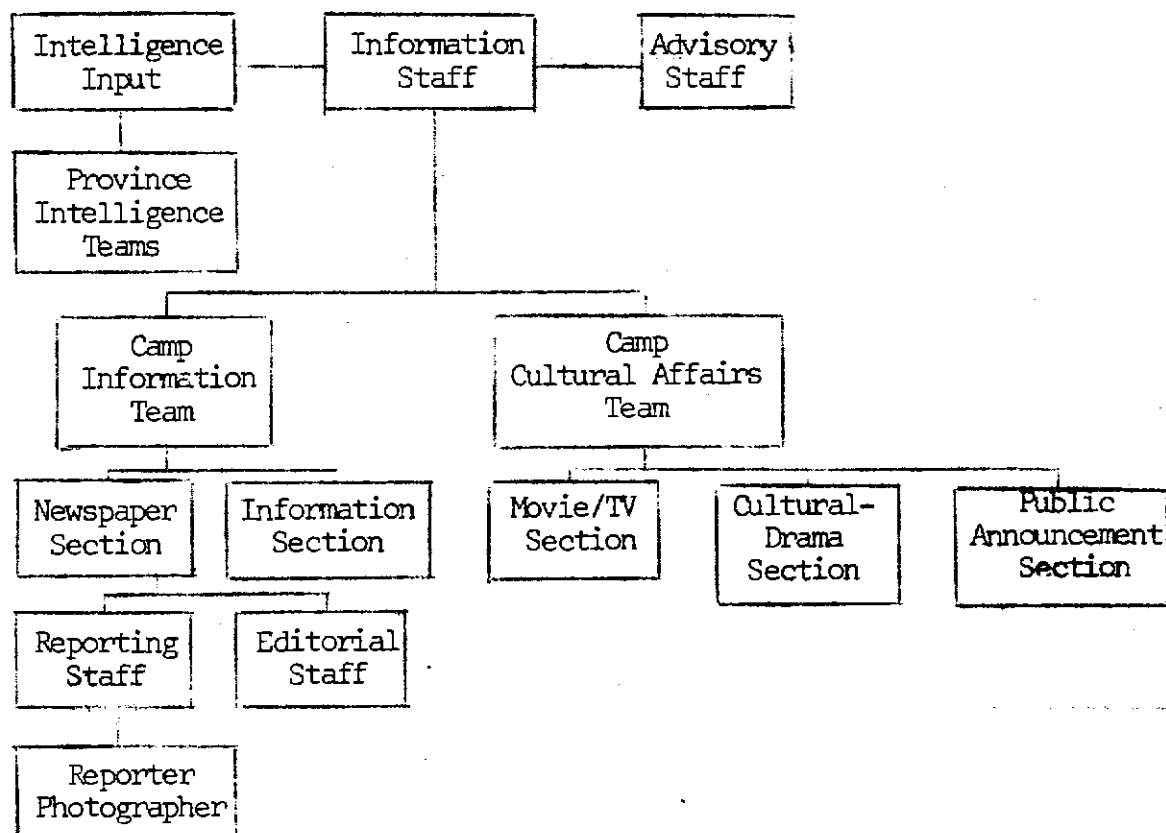 Intelligence
Input
Information
Staff
Advisory
Staff
Province
Intelligence
Teams
Camp
Information
Team
Camp
Cultural Affairs
Team
Newspaper
Section
Information
Section
Movie/TV
Section
Cultural-
Drama
Section
Public
Announcement
Section
Reporting
Staff
Editorial
Staff
Reporter
Photographer